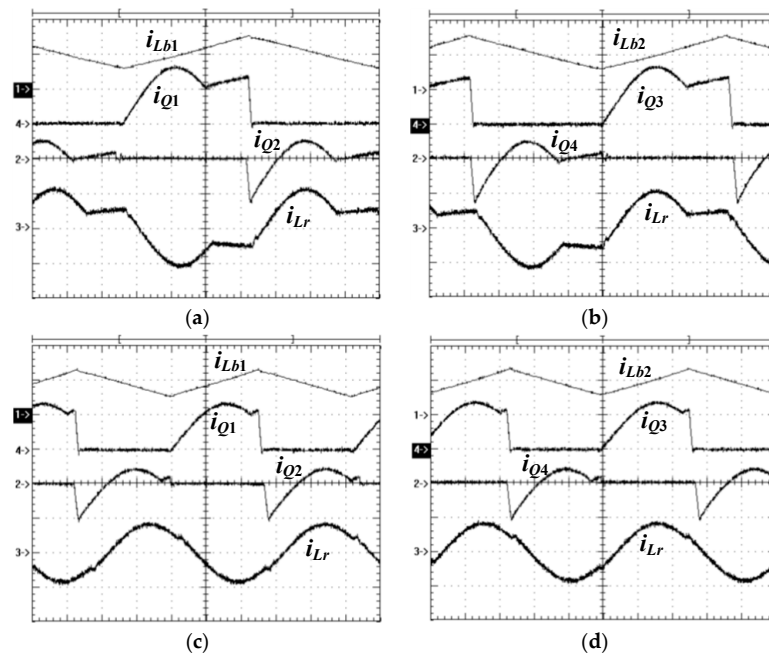 iLb1
iQ1
iQ2
iLr
1->
4->
2->
3->
(a)
iLb2
iQ3
iQ4
iLr
1->
4->
2->
3->
(b)
iLb1
iQ1
iQ2
iLr
1->
4->
2->
3->
(c)
iLb2
iQ3
iQ4
iLr
1->
4->
2->
3->
(d)